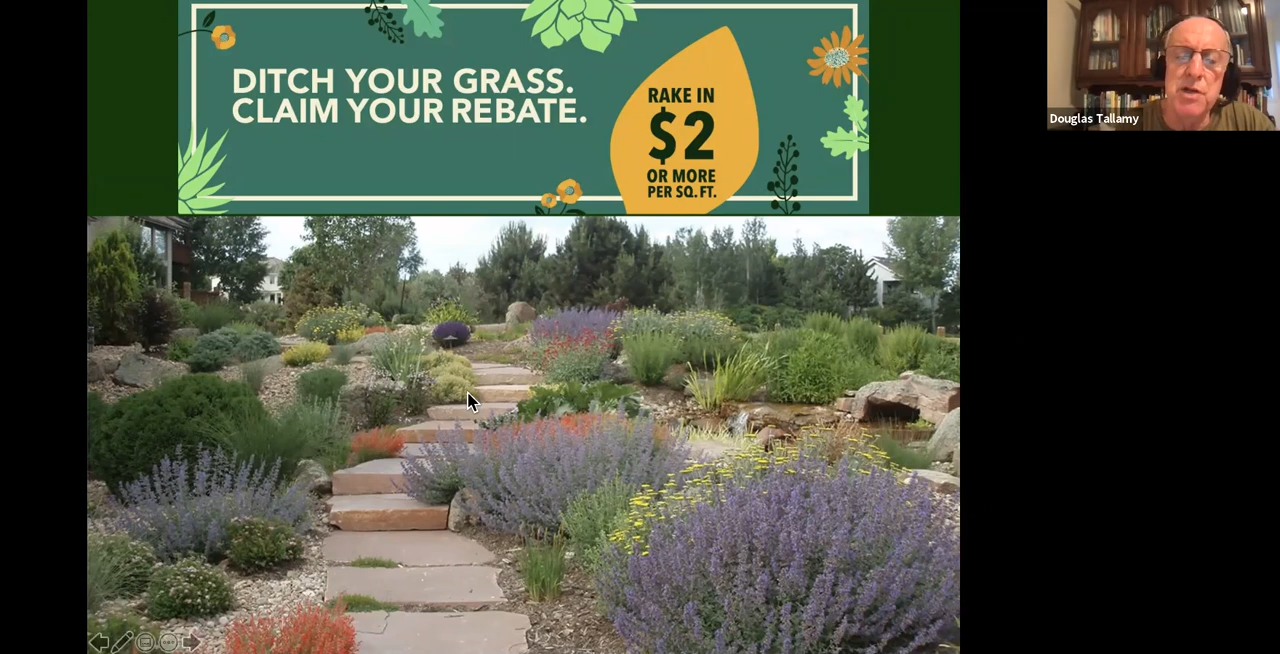 DITCH YOUR GRASS.
CLAIM YOUR REBATE.
RAKE IN
$2
OR MORE
PER SQ. FT.
Douglas Tallamy